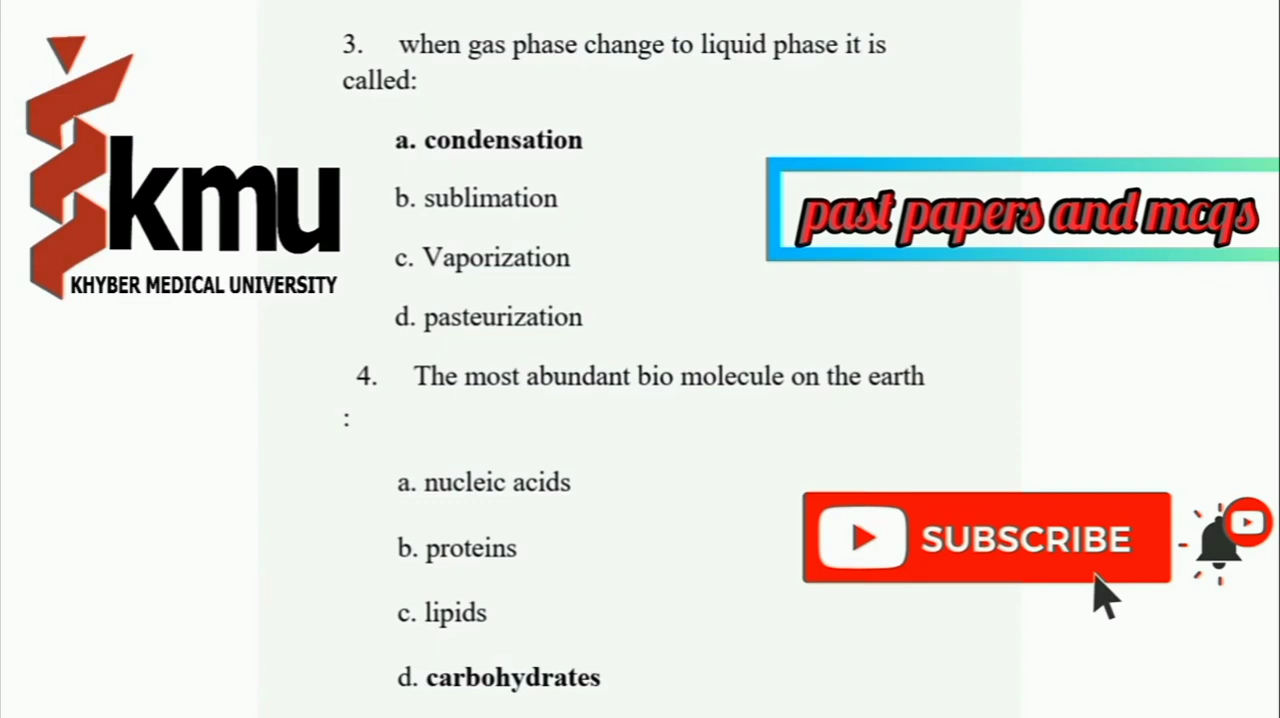 3. when gas phase change to liquid phase it is
called:
a. condensation
b. sublimation
c. Vaporization
d. pasteurization
4. The most abundant bio molecule on the earth
:
a. nucleic acids
b. proteins
c. lipids
d. carbohydrates
kmu
KHYBER MEDICAL UNIVERSITY
past papers and mcqs
SUBSCRIBE